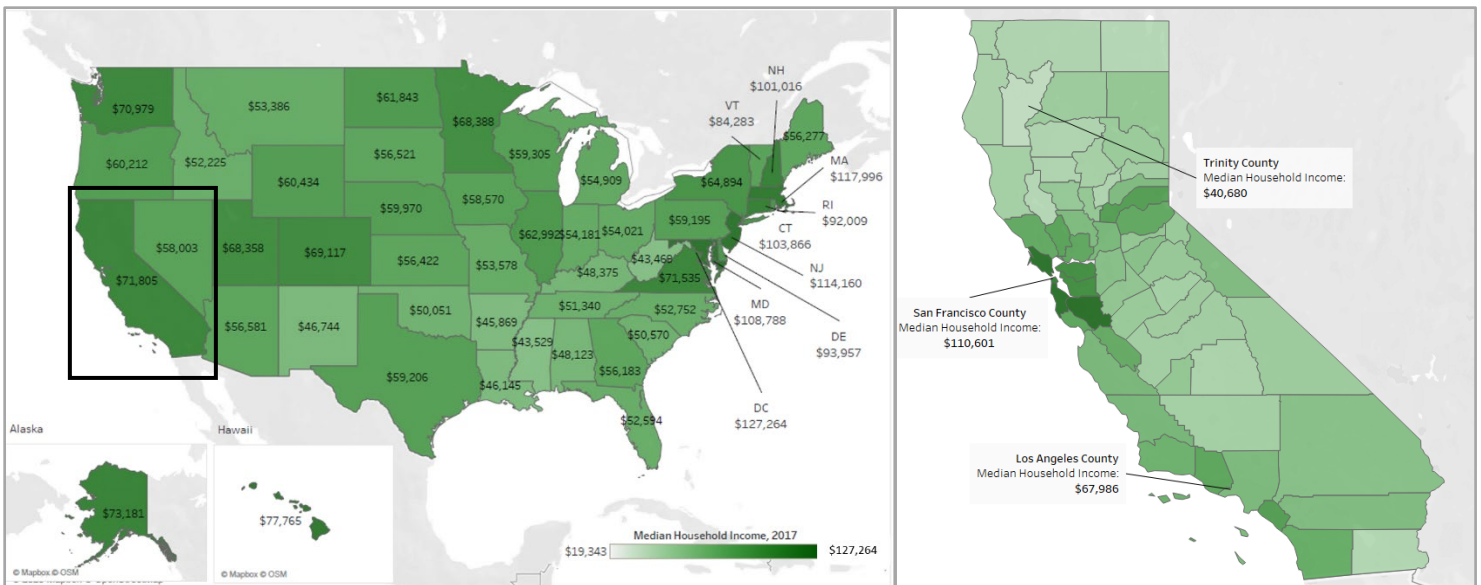 $70,979
$53,386
$61,843
$68,388
NH
$101,016
VT
$84,283
$56,277
$60,212
$52,225
$56,521
$59,305
$54,909
$64,894
MA
$117,996
$60,434
$58,570
$59,195
RI
$92,009
$59,970
CT
$103,866
$58,003
$68,358
$69,117
$62,992
$54,181
$54,021
$71,805
$56,422
$53,578
$48,375
$43,469
$71,535
NJ
$114,160
MD
$108,788
$56,581
$46,744
$50,051
$45,869
$51,340
$52,752
DE
$93,957
$43,529
$48,123
$50,570
$59,206
$46,145
$56,183
DC
$127,264
$52,594
Alaska
Hawaii
$73,181
$77,765
Median Household Income, 2017
$19,343
$127,264
© Mapbox © OSM
© Mapbox © OSM
Trinity County
Median Household Income:
$40,680
San Francisco County
Median Household Income:
$110,601
Los Angeles County
Median Household Income:
$67,986